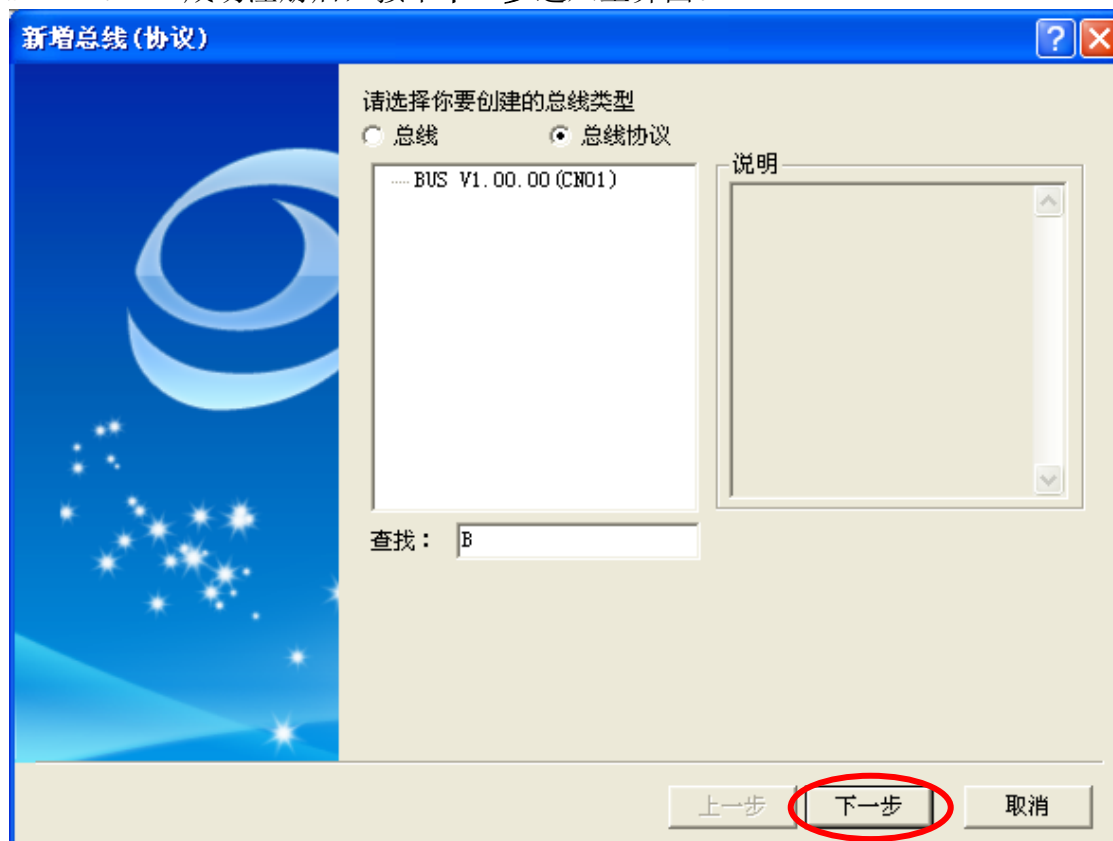 新增总线(协议)
请选择你要创建的总线类型
总线 总线协议
BUS V1.00.00(CN01)
说明
查找： B
上一步 下一步 取消